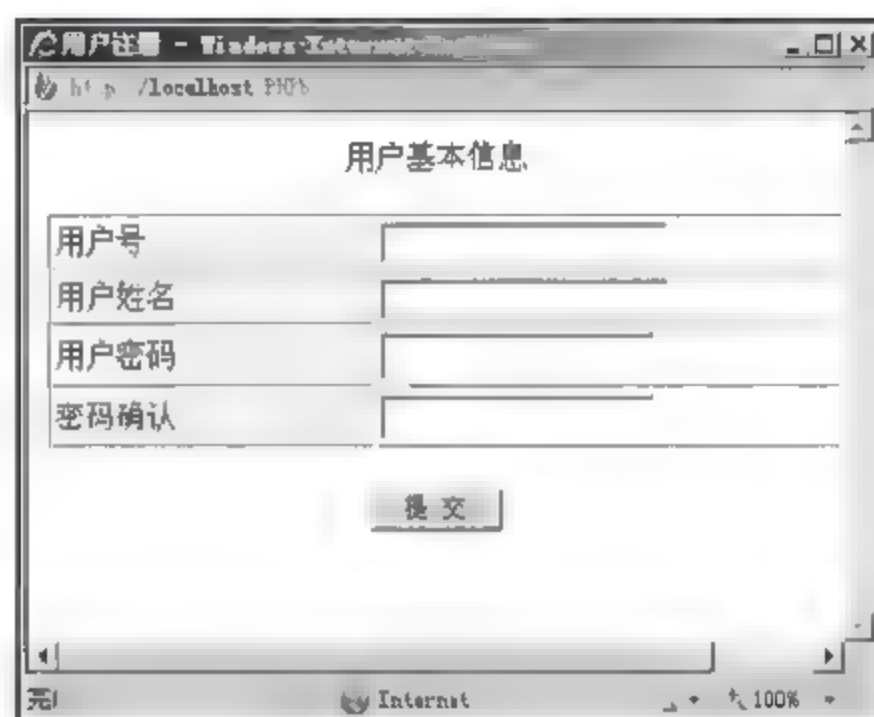 用户注册 - Windows Internet
/localhost
用户基本信息
用户号
用户姓名
用户密码
密码确认
提 交
Internet
100%